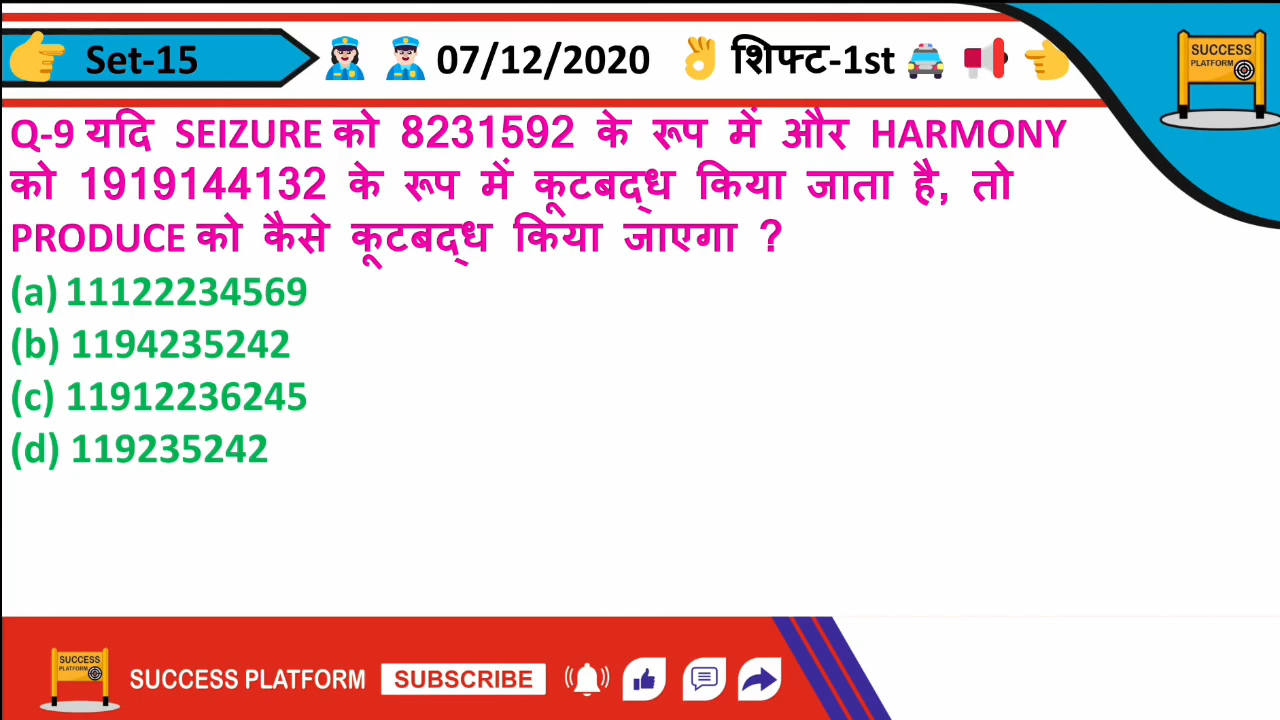 Set-15 07/12/2020 शिफ्ट-1st
SUCCESS
PLATFORM
Q-9 यदि SEIZURE को 8231592 के रूप में और HARMONY
को 1919144132 के रूप में कूटबद्ध किया जाता है, तो
PRODUCE को कैसे कूटबद्ध किया जाएगा ?
(a) 11122234569
(b) 1194235242
(c) 11912236245
(d) 119235242
SUCCESS
PLATFORM
SUCCESS PLATFORM SUBSCRIBE